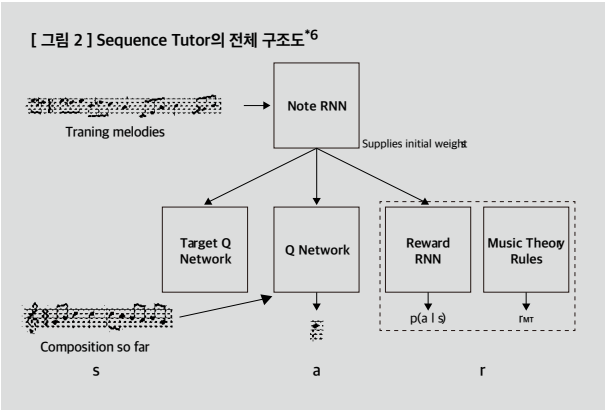 [ 그림 2 ] Sequence Tutor의 전체 구조도*6
Note RNN
Traning melodies
Supplies initial weight
Target Q
Network
Q Network
Reward
RNN
Music Theory
Rules
p(a l s)
rMT
Composition so far
s
a
r